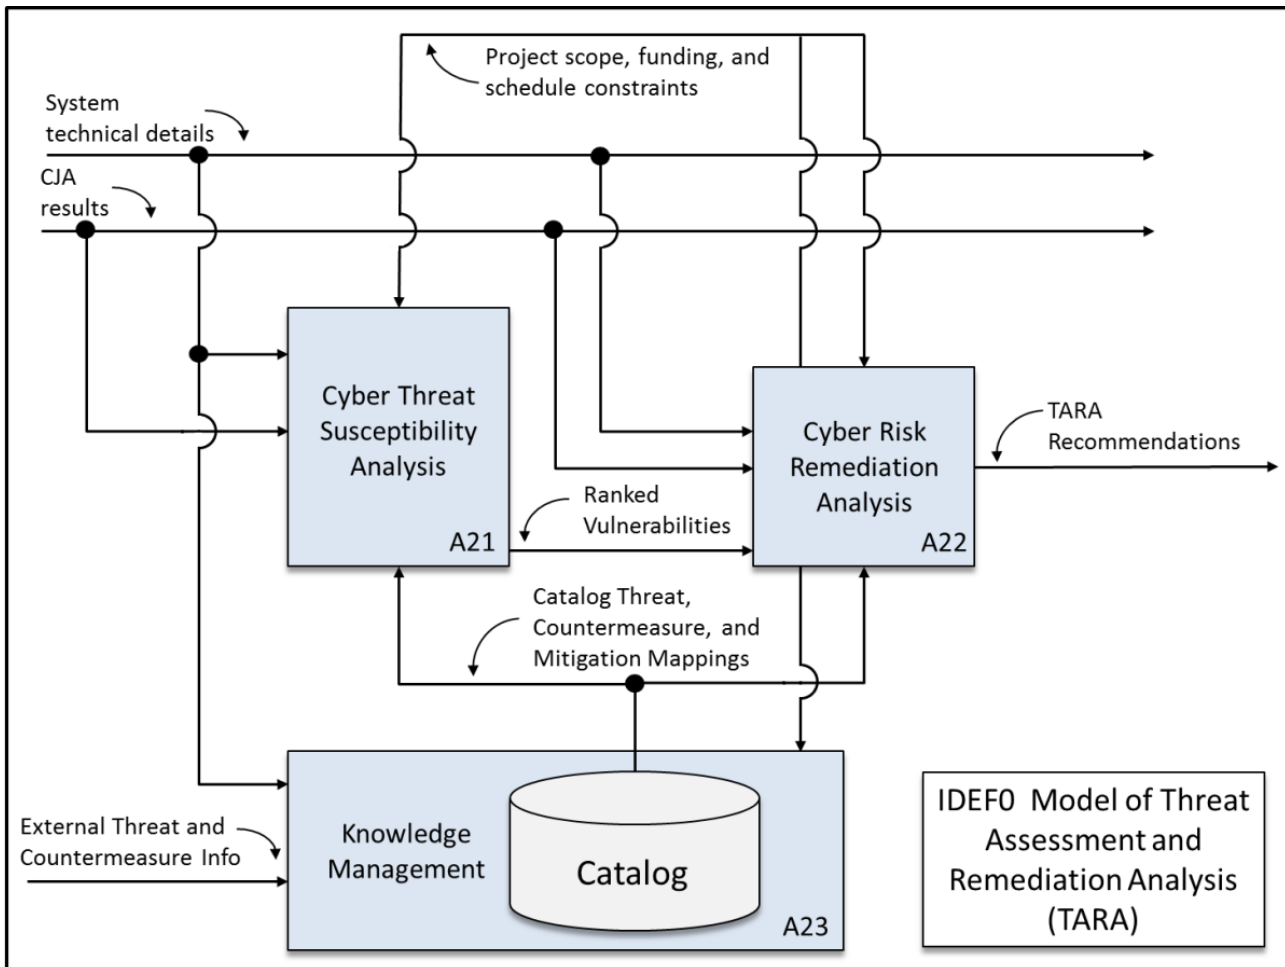 Project scope, funding, and
schedule constraints
System
technical details
CJA
results
Cyber Threat
Susceptibility
Analysis
A21
Cyber Risk
Remediation
Analysis
A22
TARA
Recommendations
Ranked
Vulnerabilities
Catalog Threat,
Countermeasure, and
Mitigation Mappings
External Threat and
Countermeasure Info
Knowledge
Management
Catalog
A23
IDEF0 Model of Threat
Assessment and
Remediation Analysis
(TARA)